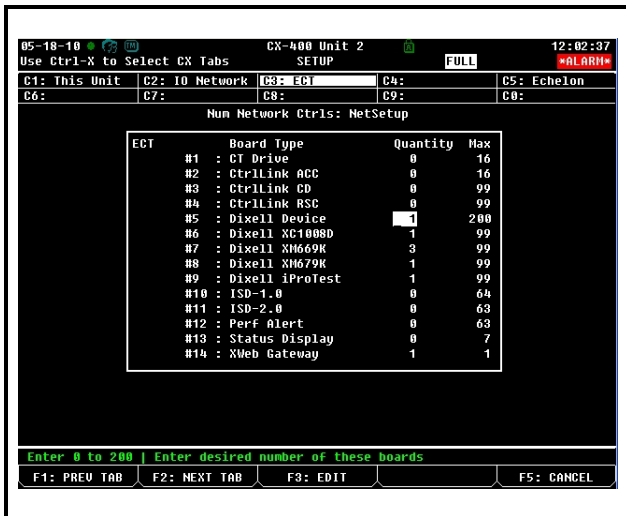 05-18-10 CX-400 Unit 2 12:02:37
Use Ctrl-X to Select CX Tabs SETUP FULL *ALARM*
C1: This Unit C2: IO Network C3: ECT C4: C5: Echelon
C6: C7: C8: C9: C0:
Num Network Ctrls: NetSetup
ECT Board Type Quantity Max
#1 : CT Drive 0 16
#2 : CtrlLink ACC 0 16
#3 : CtrlLink CD 0 99
#4 : CtrlLink RSC 0 99
#5 : Dixell Device 1 200
#6 : Dixell XC1008D 1 99
#7 : Dixell XM669K 3 99
#8 : Dixell XM679K 1 99
#9 : Dixell iProTest 1 99
#10 : ISD-1.0 0 64
#11 : ISD-2.0 0 63
#12 : Perf Alert 0 63
#13 : Status Display 0 7
#14 : XWeb Gateway 1 1
Enter 0 to 200 | Enter desired number of these boards
F1: PREV TAB F2: NEXT TAB F3: EDIT F5: CANCEL